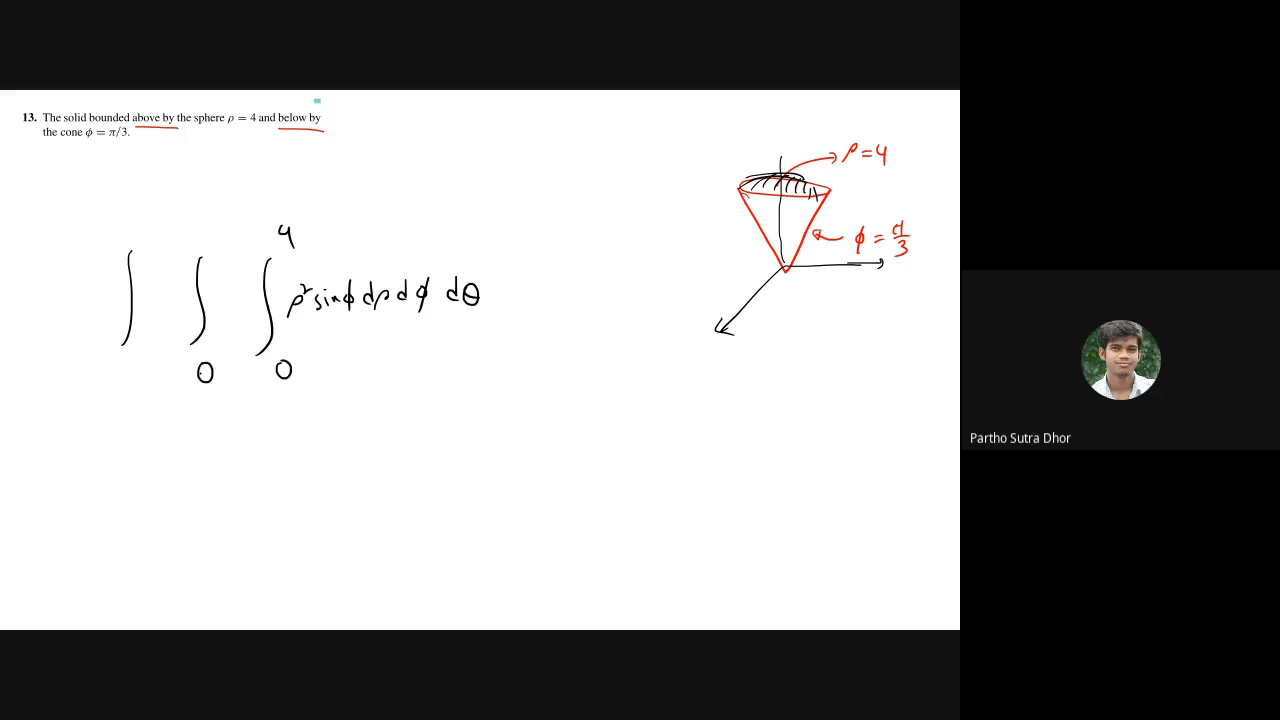 13. The solid bounded above by the sphere ρ = 4 and below by
the cone ϕ = π/3.
ρ = 4
ϕ = π/3
4
∫ ∫ ∫ ρ² sinϕ dρ dϕ dθ
0 0
Partho Sutra Dhor